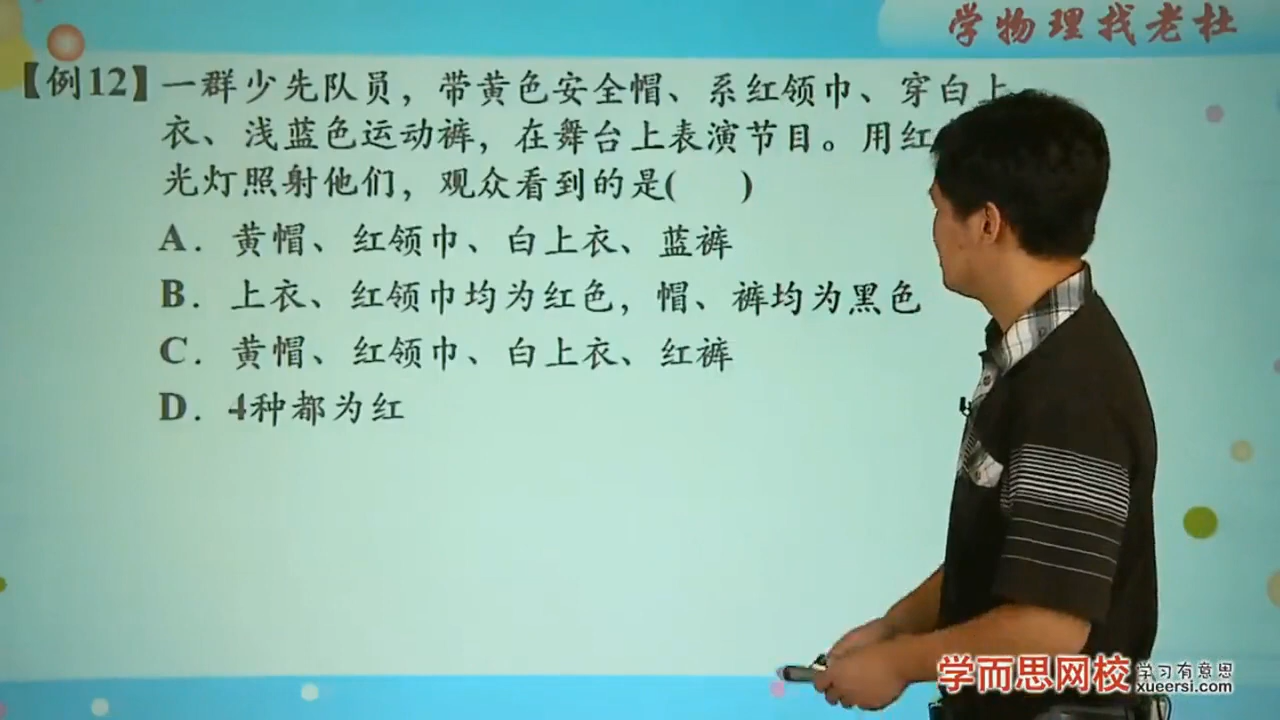 学物理找老杜
【例12】一群少先队员，带黄色安全帽、系红领巾、穿白上
衣、浅蓝色运动裤，在舞台上表演节目。用红
光灯照射他们，观众看到的是(  )
A．黄帽、红领巾、白上衣、蓝裤
B．上衣、红领巾均为红色，帽、裤均为黑色
C．黄帽、红领巾、白上衣、红裤
D．4种都为红
学而思网校 学习有意思
xueersi.com